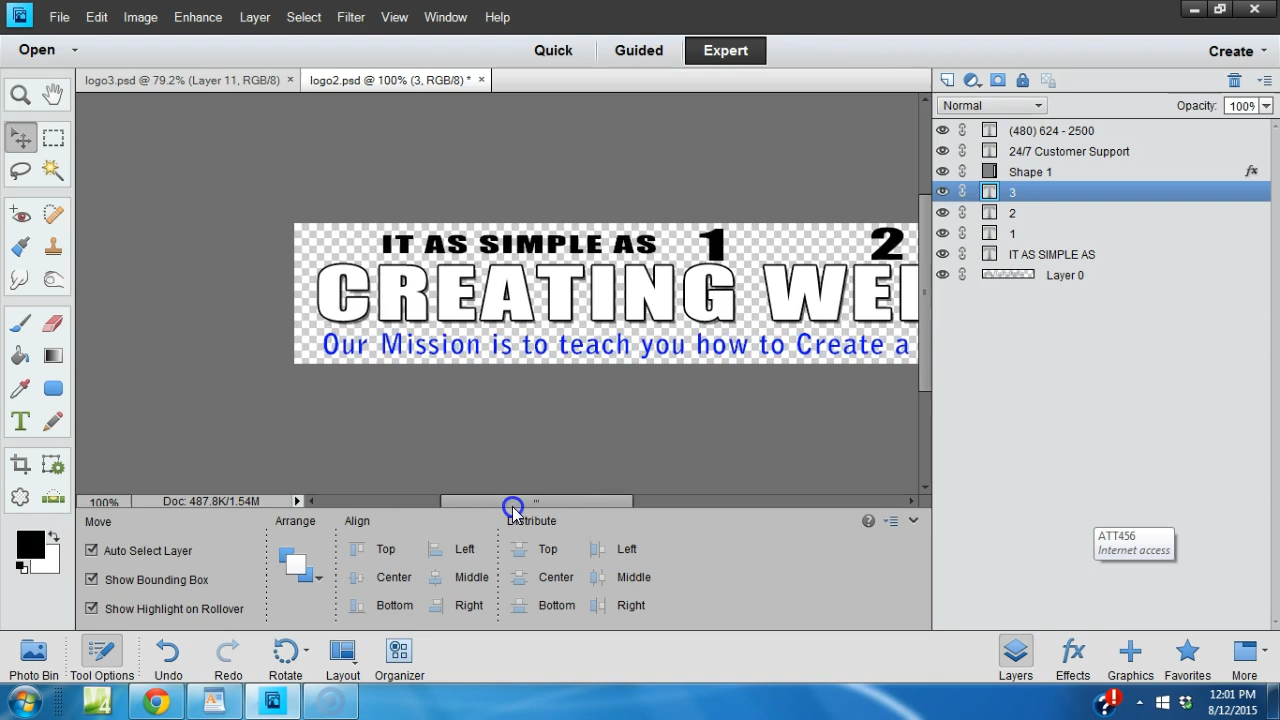 File Edit Image Enhance Layer Select Filter View Window Help
Open Quick Guided Expert Create
logo3.psd @ 79.2% (Layer 11, RGB/8) × logo2.psd @ 100% (3, RGB/8) * ×
Normal Opacity: 100%
(480) 624 - 2500
24/7 Customer Support
Shape 1 fx
3
2
1
IT AS SIMPLE AS
Layer 0
IT AS SIMPLE AS 1 2
CREATING WE
Our Mission is to teach you how to Create a
100% Doc: 487.8K/1.54M
Move Arrange Align Distribute
Auto Select Layer Top Left Top Left
Show Bounding Box Center Middle Center Middle
Show Highlight on Rollover Bottom Right Bottom Right
ATT456
Internet access
Photo Bin Tool Options Undo Redo Rotate Layout Organizer Layers Effects Graphics Favorites More
12:01 PM
8/12/2015